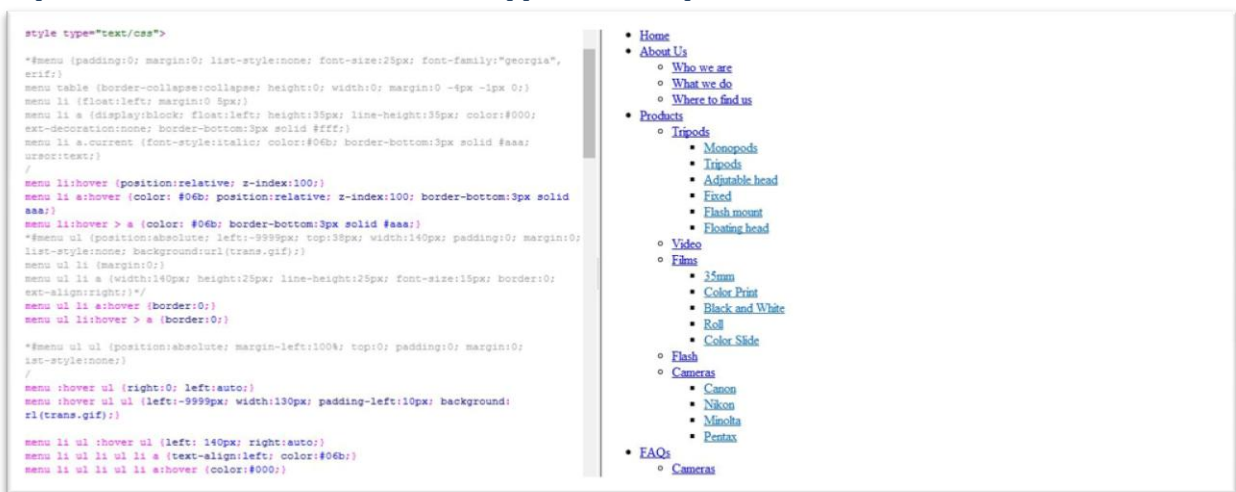 style type="text/css">
*#menu {padding:0; margin:0; list-style:none; font-size:25px; font-family:"georgia",
erif;}
menu table {border-collapse:collapse; height:0; width:0; margin:0 -4px -1px 0;}
menu li {float:left; margin:0 5px;}
menu li a {display:block; float:left; height:35px; line-height:35px; color:#000;
ext-decoration:none; border-bottom:3px solid #fff;}
menu li a.current {font-style:italic; color:#06b; border-bottom:3px solid #aaa;
ursor:text;}
/
menu li:hover {position:relative; z-index:100;}
menu li a:hover {color: #06b; position:relative; z-index:100; border-bottom:3px solid
aaa;}
menu li:hover > a {color: #06b; border-bottom:3px solid #aaa;}
*#menu ul {position:absolute; left:-9999px; top:38px; width:140px; padding:0; margin:0;
list-style:none; background:url(trans.gif);}
menu ul li {margin:0;}
menu ul li a {width:140px; height:25px; line-height:25px; font-size:15px; border:0;
ext-align:right;}*/
menu ul li a:hover {border:0;}
menu ul li:hover > a {border:0;}
*#menu ul ul {position:absolute; margin-left:100%; top:0; padding:0; margin:0;
ist-style:none;}
/
menu :hover ul {right:0; left:auto;}
menu :hover ul ul {left:-9999px; width:130px; padding-left:10px; background:
rl(trans.gif);}
menu li ul :hover ul {left: 140px; right:auto;}
menu li ul li ul li a {text-align:left; color:#06b;}
menu li ul li ul li a:hover {color:#000;}
Home
About Us
Who we are
What we do
Where to find us
Products
Tripods
Monopods
Tripods
Adjutable head
Fixed
Flash mount
Floating head
Video
Films
35mm
Color Print
Black and White
Roll
Color Slide
Flash
Cameras
Canon
Nikon
Minolta
Pentax
FAQs
Cameras